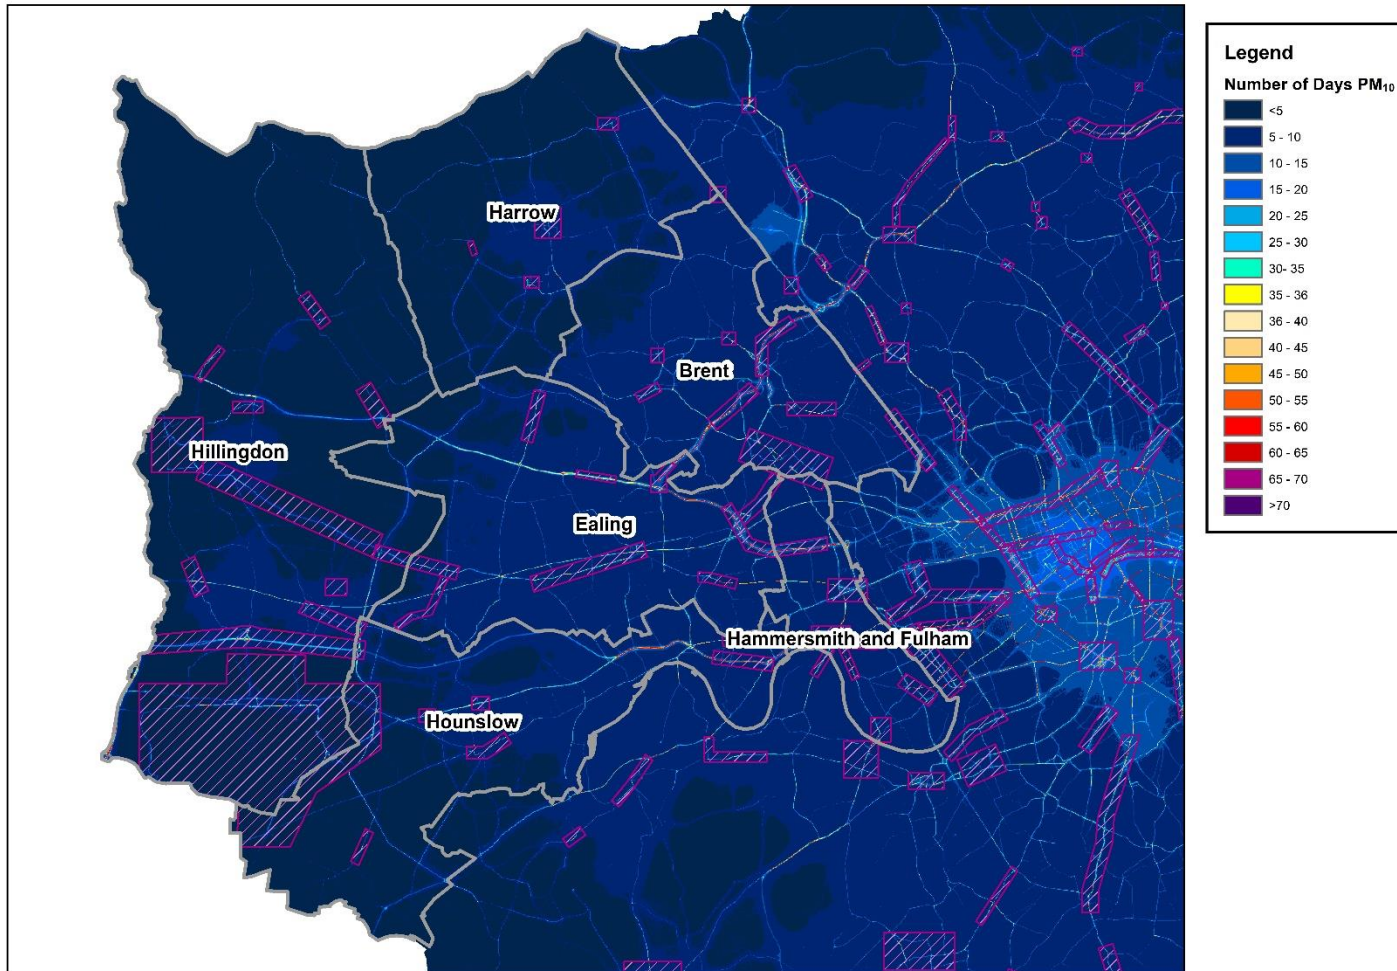 Legend
Number of Days PM₁₀
<5
5 - 10
10 - 15
15 - 20
20 - 25
25 - 30
30- 35
35 - 36
36 - 40
40 - 45
45 - 50
50 - 55
55 - 60
60 - 65
65 - 70
>70
Harrow
Brent
Hillingdon
Ealing
Hammersmith and Fulham
Hounslow